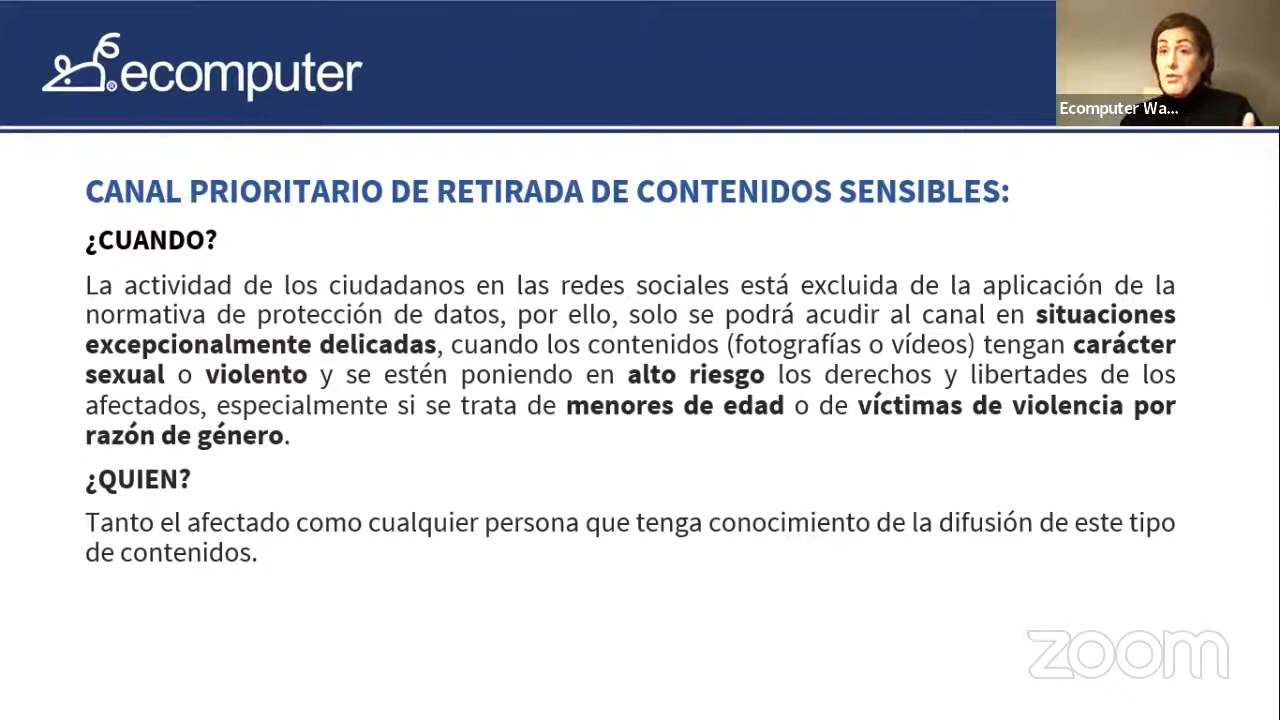 ecomputer
Ecomputer Wa...
CANAL PRIORITARIO DE RETIRADA DE CONTENIDOS SENSIBLES:
¿CUANDO?
La actividad de los ciudadanos en las redes sociales está excluida de la aplicación de la
normativa de protección de datos, por ello, solo se podrá acudir al canal en situaciones
excepcionalmente delicadas, cuando los contenidos (fotografías o vídeos) tengan carácter
sexual o violento y se estén poniendo en alto riesgo los derechos y libertades de los
afectados, especialmente si se trata de menores de edad o de víctimas de violencia por
razón de género.
¿QUIEN?
Tanto el afectado como cualquier persona que tenga conocimiento de la difusión de este tipo
de contenidos.
zoom